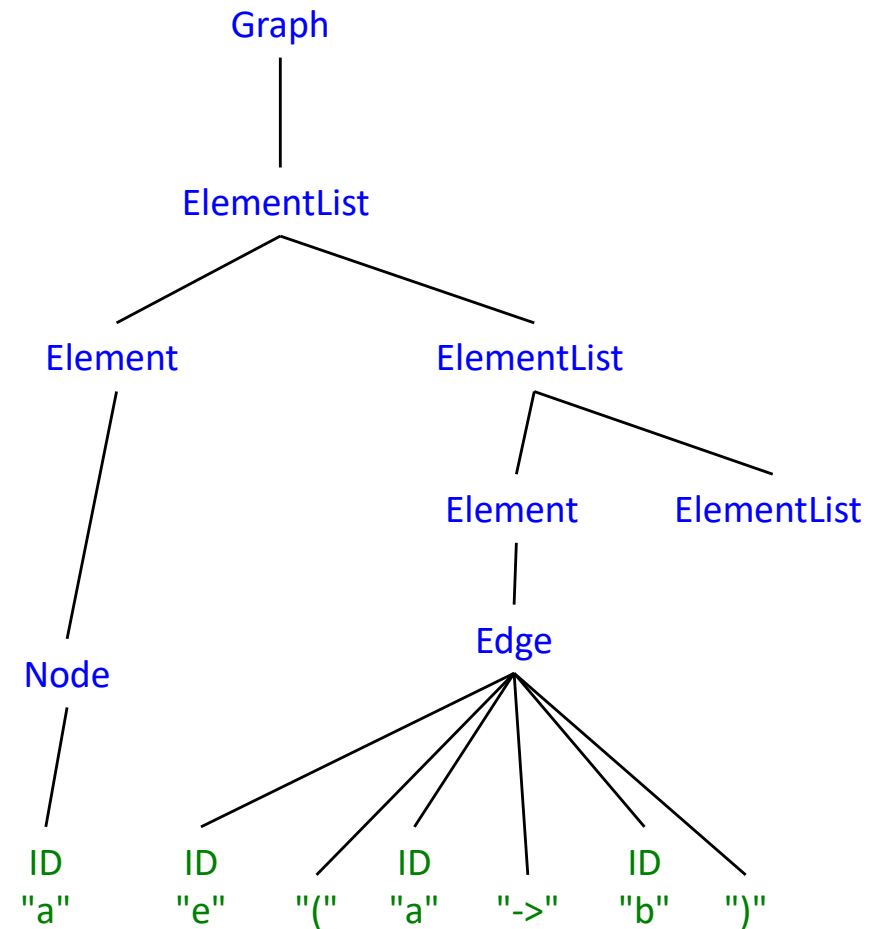 Graph
ElementList
Element ElementList
Element ElementList
Edge
Node
ID ID ID ID
"a" "e" "(" "a" "->" "b" ")"